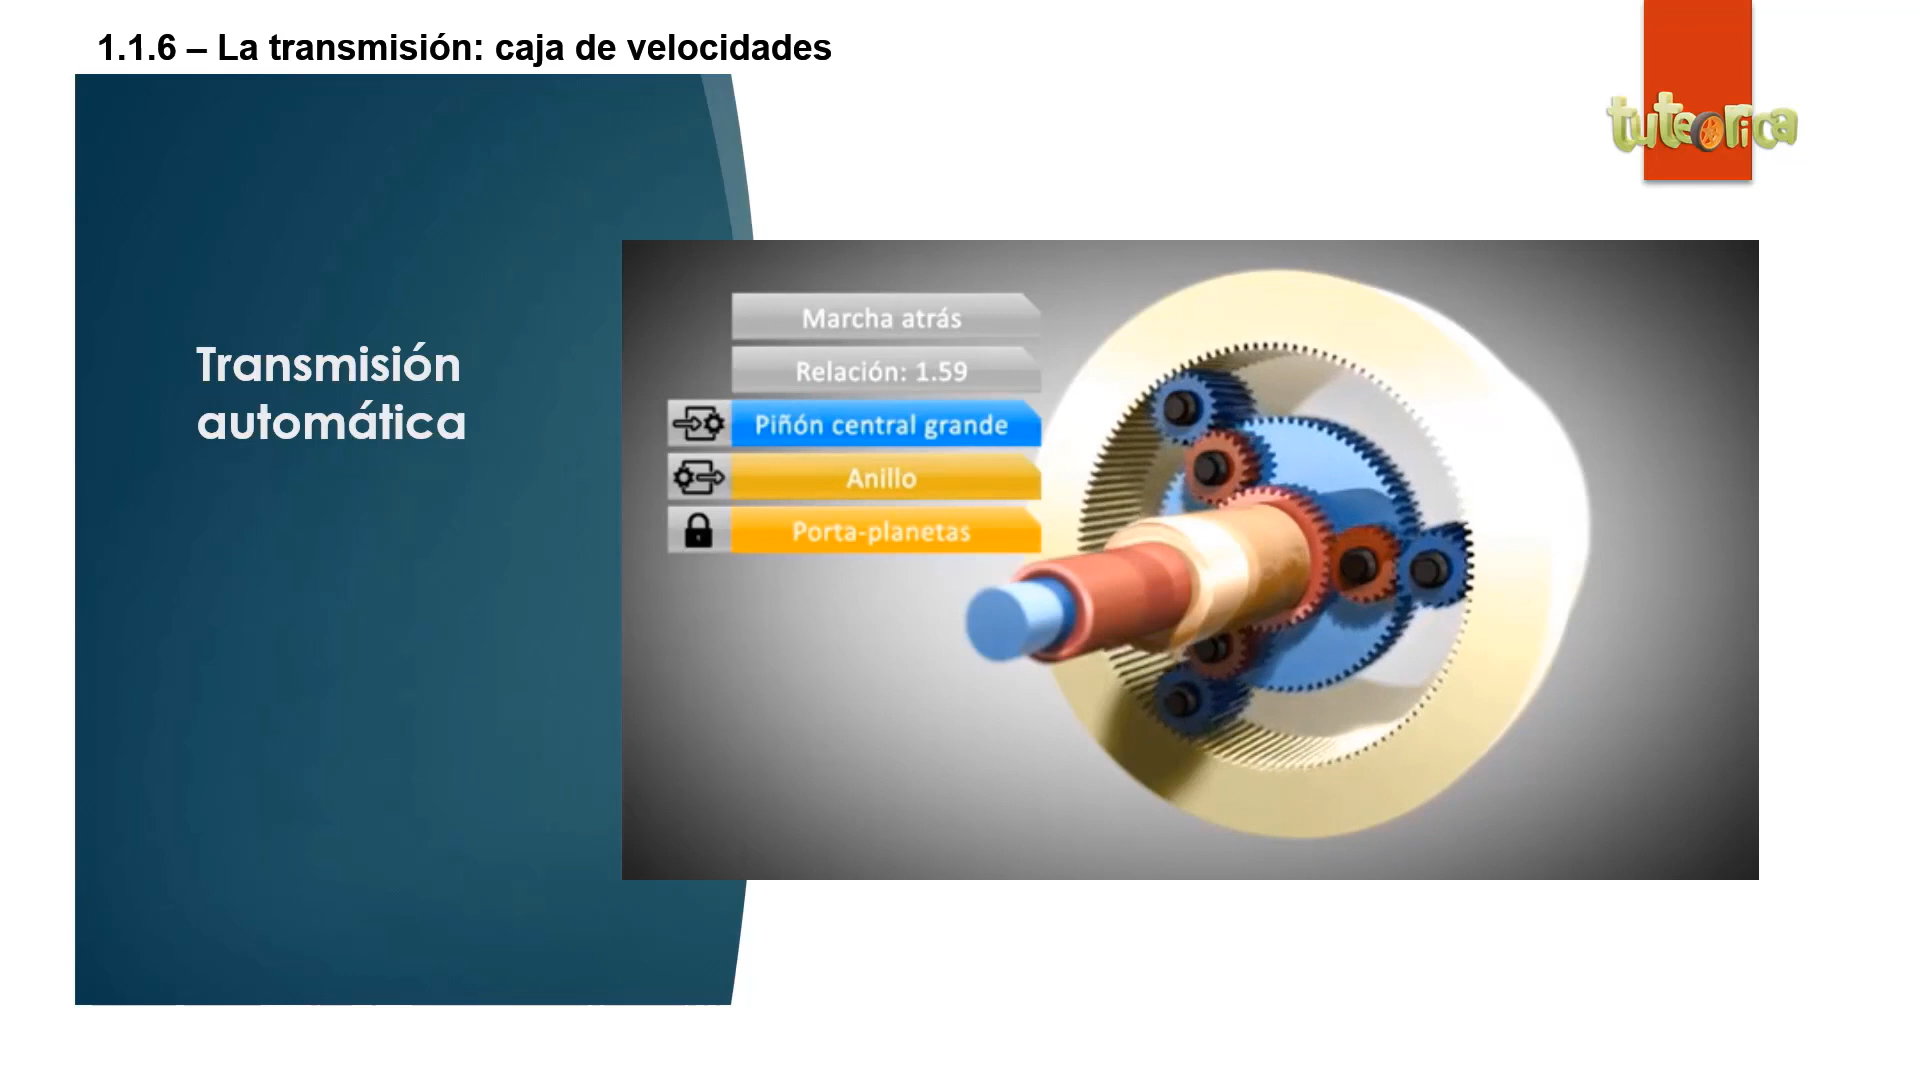 1.1.6 – La transmisión: caja de velocidades
tuteorica
Transmisión
automática
Marcha atrás
Relación: 1.59
Piñón central grande
Anillo
Porta-planetas